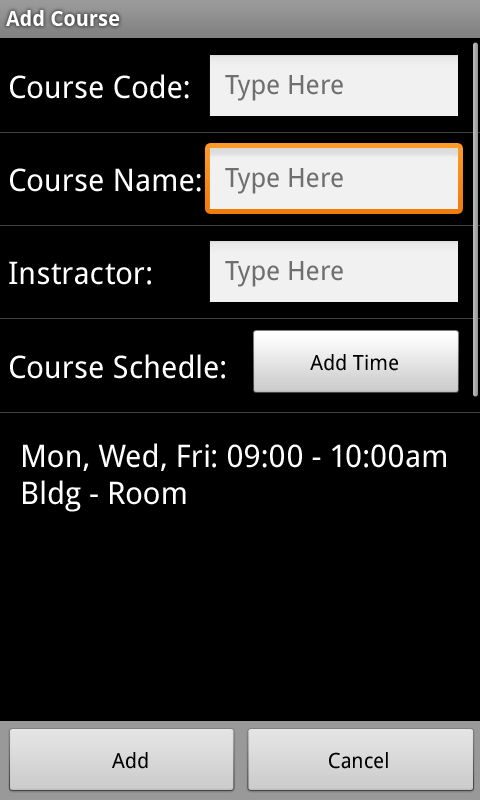 Add Course
Course Code: Type Here
Course Name: Type Here
Instractor: Type Here
Course Schedle: Add Time
Mon, Wed, Fri: 09:00 - 10:00am
Bldg - Room
Add Cancel